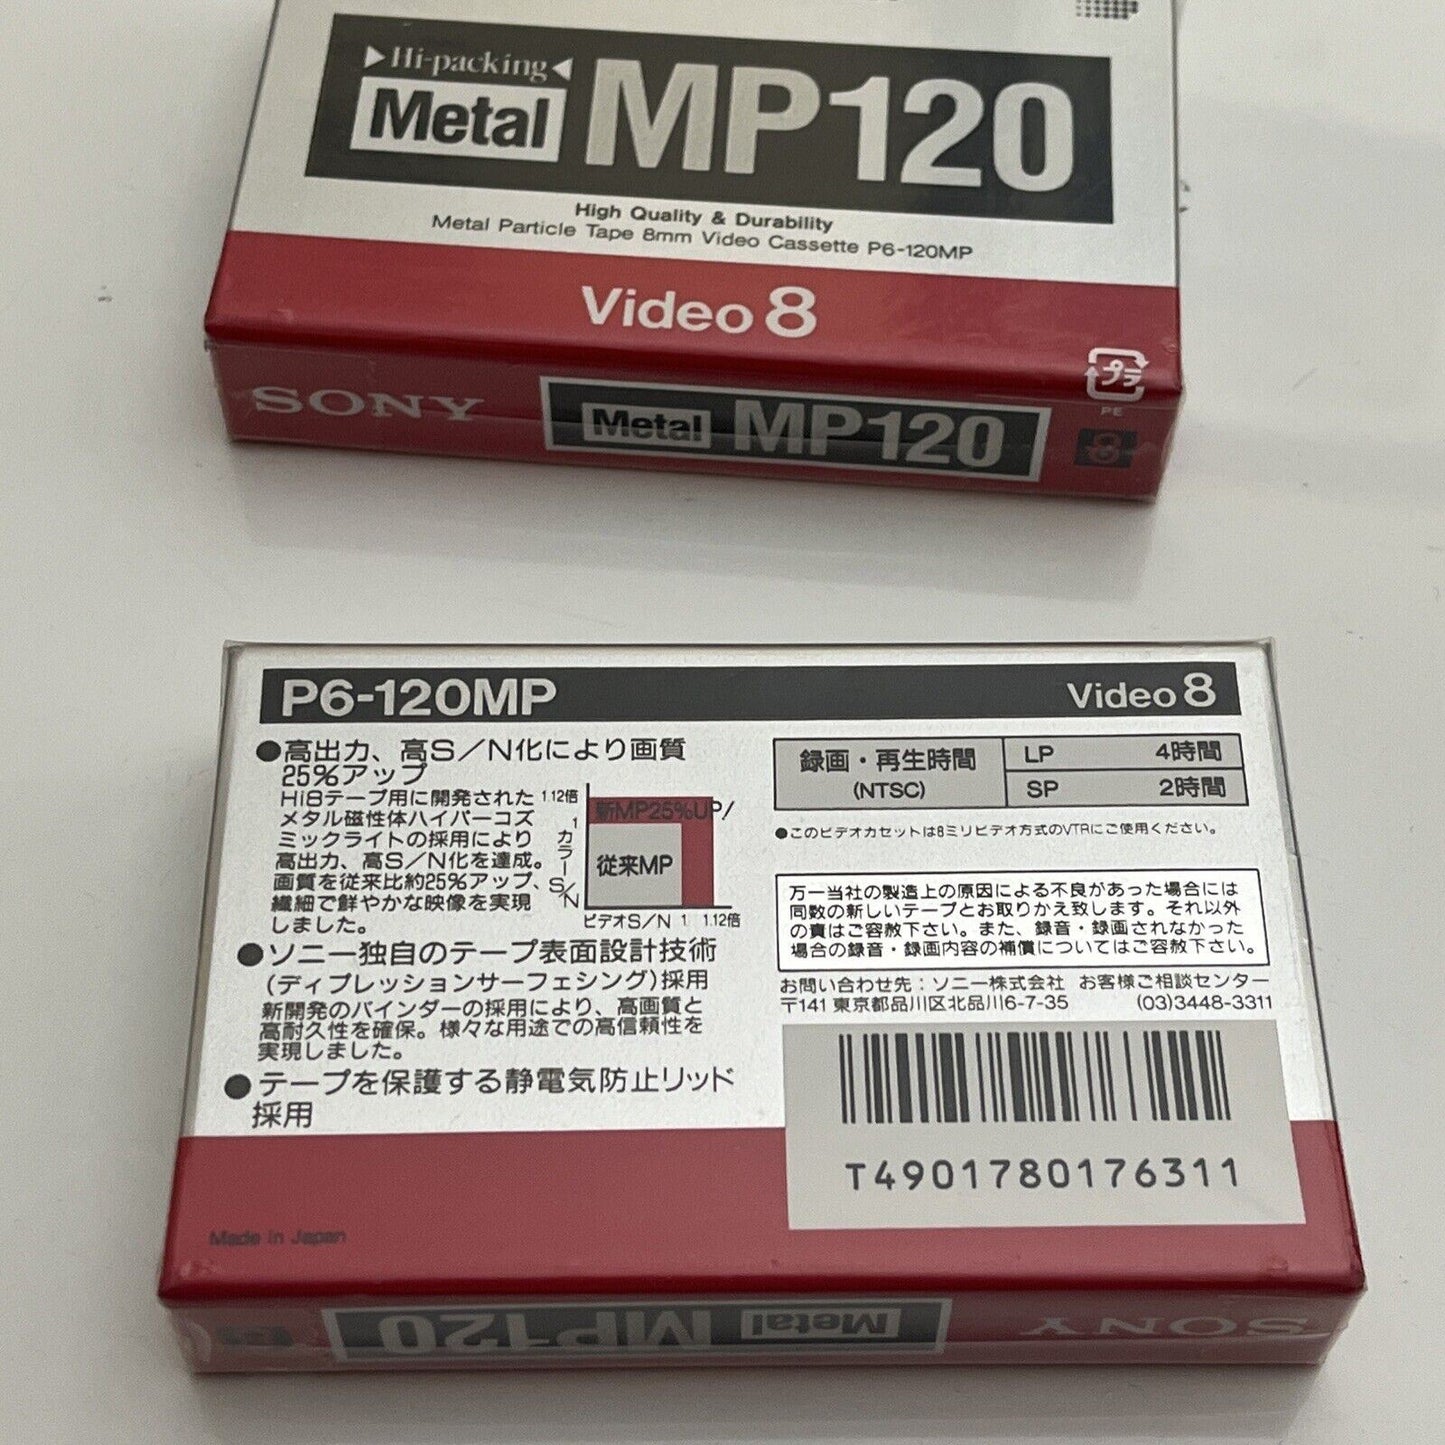 Hi-packing
Metal MP120
High Quality & Durability
Metal Particle Tape 8mm Video Cassette P6-120MP
Video 8
プラ
PE
SONY Metal MP120 8
P6-120MP Video 8
●高出力、高S／N化により画質
25%アップ
Hi8テープ用に開発された
メタル磁性体ハイパーコズ
ミックライトの採用により
高出力、高S／N化を達成。
画質を従来比約25%アップ、
繊細で鮮やかな映像を実現
しました。
1.12倍
1
カラーS／N
新MP25%UP/
従来MP
ビデオS／N 1 1.12倍
●ソニー独自のテープ表面設計技術
(ディプレッションサーフェシング)採用
新開発のバインダーの採用により、高画質と
高耐久性を確保。様々な用途での高信頼性を
実現しました。
●テープを保護する静電気防止リッド
採用
録画・再生時間
(NTSC)
LP 4時間
SP 2時間
●このビデオカセットは8ミリビデオ方式のVTRにご使用ください。
万一当社の製造上の原因による不良があった場合には
同数の新しいテープとお取りかえ致します。それ以外
の責はご容赦下さい。また、録音・録画されなかった
場合の録音・録画内容の補償についてはご容赦下さい。
お問い合わせ先：ソニー株式会社 お客様ご相談センター
〒141 東京都品川区北品川6-7-35 (03)3448-3311
T4901780176311
Made in Japan
SONY Metal MP120 8